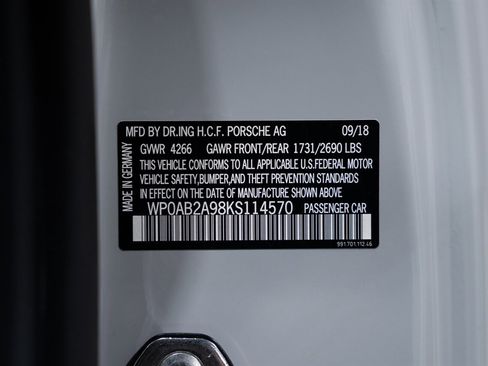 MFD BY DR.ING H.C.F. PORSCHE AG 09/18
GVWR 4266 GAWR FRONT/REAR 1731/2690 LBS
THIS VEHICLE CONFORMS TO ALL APPLICABLE U.S.FEDERAL MOTOR
VEHICLE SAFETY,BUMPER,AND THEFT PREVENTION STANDARDS
IN EFFECT ON THE DATE OF MANUFACTURE SHOWN ABOVE
WP0AB2A98KS114570 PASSENGER CAR
991.701.112.46
MADE IN GERMANY